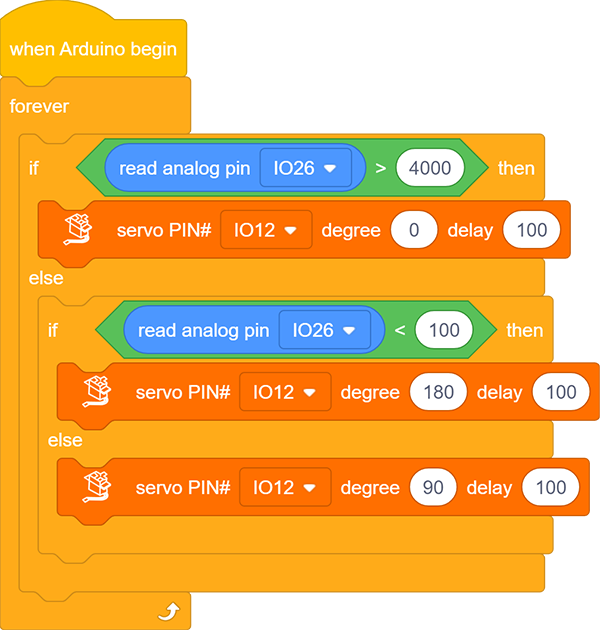 when Arduino begin
forever
if read analog pin IO26 > 4000 then
servo PIN# IO12 degree 0 delay 100
else
if read analog pin IO26 < 100 then
servo PIN# IO12 degree 180 delay 100
else
servo PIN# IO12 degree 90 delay 100